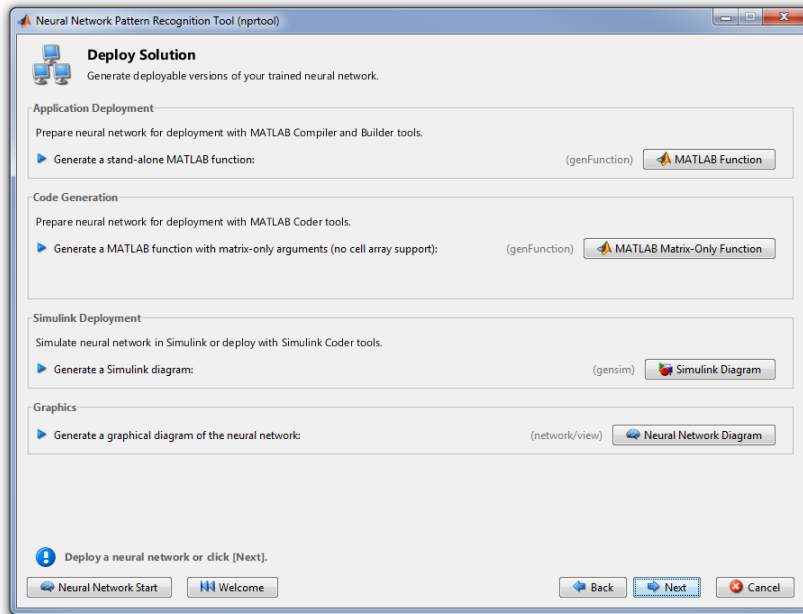 Neural Network Pattern Recognition Tool (nprtool)
Deploy Solution
Generate deployable versions of your trained neural network.
Application Deployment
Prepare neural network for deployment with MATLAB Compiler and Builder tools.
Generate a stand-alone MATLAB function: (genFunction) MATLAB Function
Code Generation
Prepare neural network for deployment with MATLAB Coder tools.
Generate a MATLAB function with matrix-only arguments (no cell array support): (genFunction) MATLAB Matrix-Only Function
Simulink Deployment
Simulate neural network in Simulink or deploy with Simulink Coder tools.
Generate a Simulink diagram: (gensim) Simulink Diagram
Graphics
Generate a graphical diagram of the neural network: (network/view) Neural Network Diagram
Deploy a neural network or click [Next].
Neural Network Start Welcome Back Next Cancel